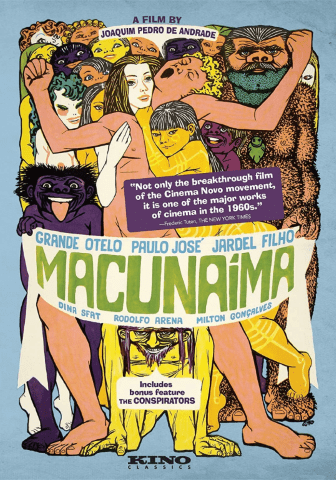 A FILM BY
JOAQUIM PEDRO DE ANDRADE
"Not only the breakthrough film
of the Cinema Novo movement,
it is one of the major works
of cinema in the 1960s."
—Frederic Tuten, THE NEW YORK TIMES
GRANDE OTELO PAULO JOSÉ JARDEL FILHO
MACUNAÍMA
DINA SFAT RODOLFO ARENA MILTON GONÇALVES
Includes
bonus feature
THE CONSPIRATORS
KINO
CLASSICS